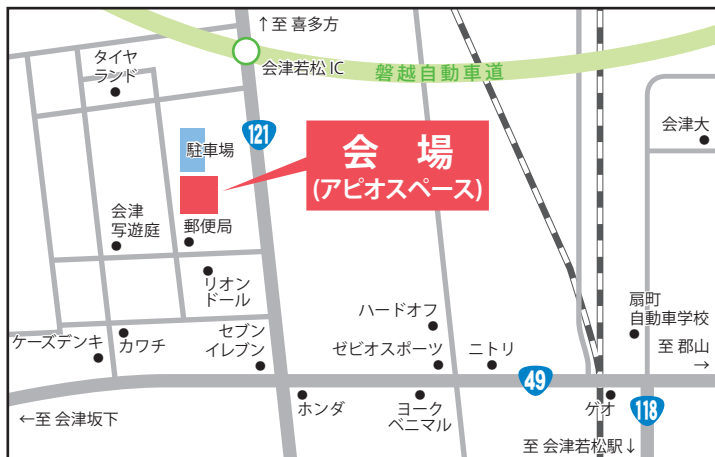 ↑至 喜多方
会津若松 IC
磐越自動車道
タイヤ
ランド
121
駐車場
会 場
(アピオスペース)
会津大
会津
写遊庭
郵便局
リオン
ドール
扇町
自動車学校
ハードオフ
ケーズデンキ
カワチ
セブン
イレブン
ゼビオスポーツ
ニトリ
至 郡山
→
49
←至 会津坂下
ホンダ
ヨーク
ベニマル
ゲオ
118
至 会津若松駅↓